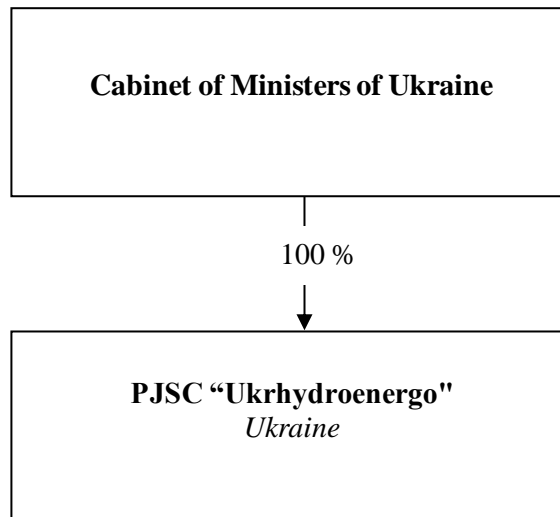 Cabinet of Ministers of Ukraine
100 %
PJSC “Ukrhydroenergo"
Ukraine